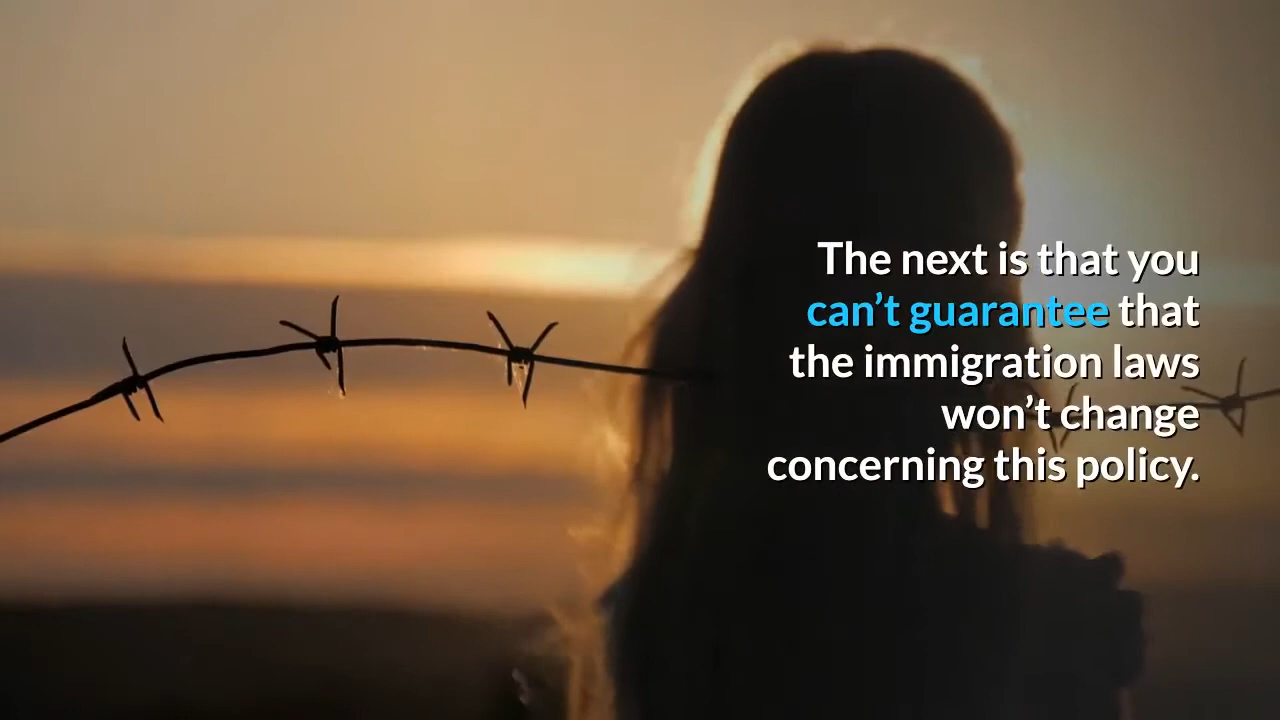 The next is that you
can’t guarantee that
the immigration laws
won’t change
concerning this policy.